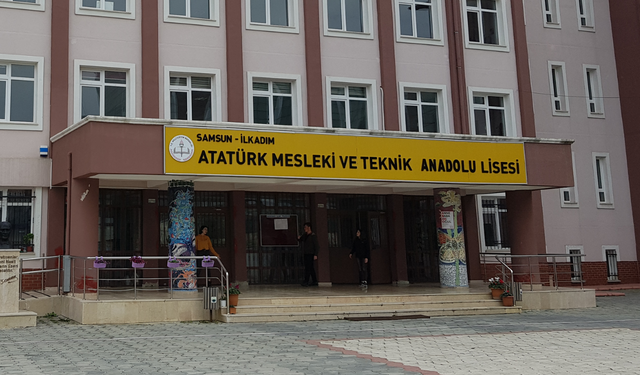 SAMSUN - İLKADIM
ATATÜRK MESLEKİ VE TEKNİK ANADOLU LİSESİ